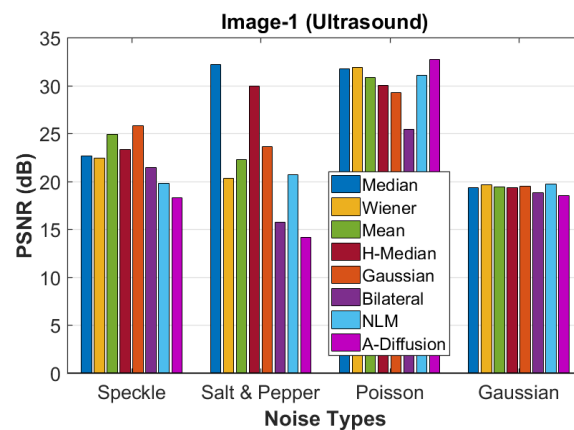 Image-1 (Ultrasound)
PSNR (dB)
35
30
25
20
15
10
5
0
Median
Wiener
Mean
H-Median
Gaussian
Bilateral
NLM
A-Diffusion
Speckle Salt & Pepper Poisson Gaussian
Noise Types